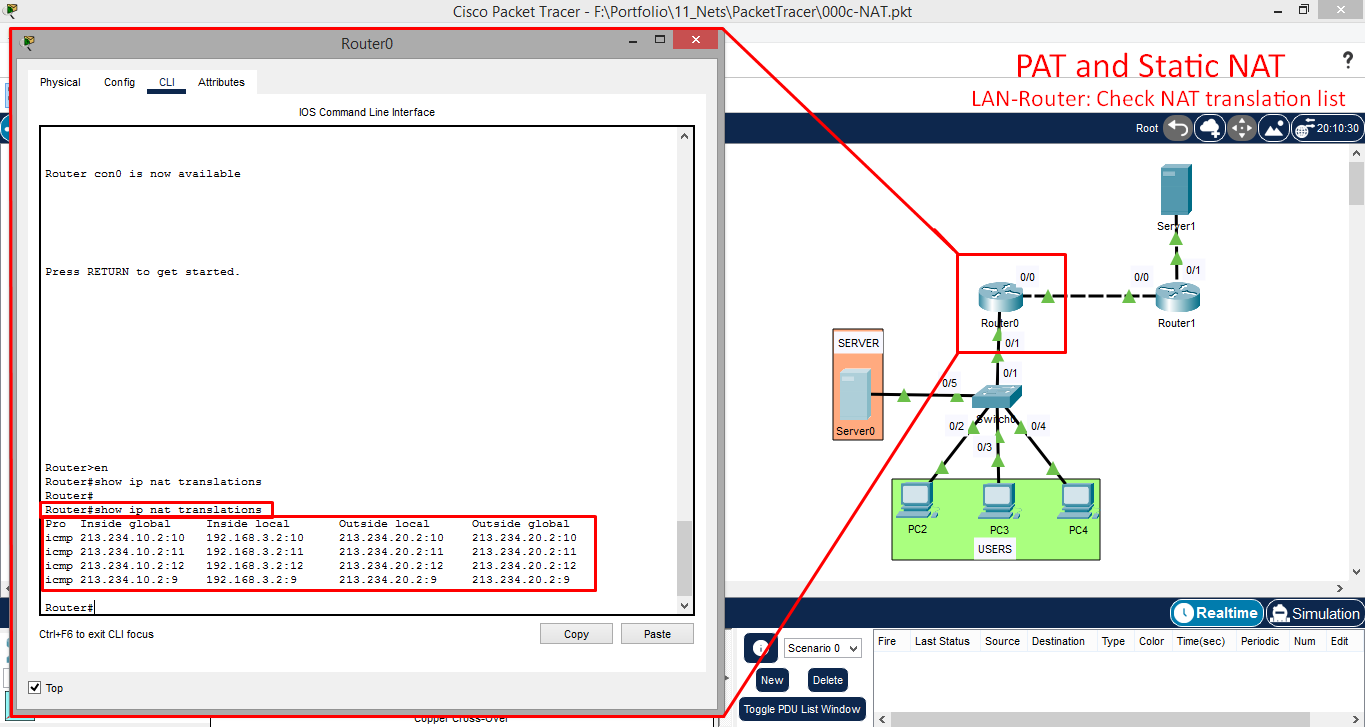 Cisco Packet Tracer - F:\Portfolio\11_Nets\PacketTracer\000c-NAT.pkt
Router0
Physical Config CLI Attributes
IOS Command Line Interface
Router con0 is now available
Press RETURN to get started.
Router>en
Router#show ip nat translations
Router#
Router#show ip nat translations
Pro Inside global Inside local Outside local Outside global
icmp 213.234.10.2:10 192.168.3.2:10 213.234.20.2:10 213.234.20.2:10
icmp 213.234.10.2:11 192.168.3.2:11 213.234.20.2:11 213.234.20.2:11
icmp 213.234.10.2:12 192.168.3.2:12 213.234.20.2:12 213.234.20.2:12
icmp 213.234.10.2:9 192.168.3.2:9 213.234.20.2:9 213.234.20.2:9
Router#
Ctrl+F6 to exit CLI focus
Copy Paste
Top
Copper Cross-Over
PAT and Static NAT
?
LAN-Router: Check NAT translation list
Root 20:10:30
Server1
0/1
0/0 0/0
Router0 Router1
0/1
SERVER
0/1
0/5
Server0
Switch0
0/2 0/4
0/3
PC2 PC3 PC4
USERS
Realtime Simulation
Scenario 0
New Delete
Toggle PDU List Window
Fire Last Status Source Destination Type Color Time(sec) Periodic Num Edit